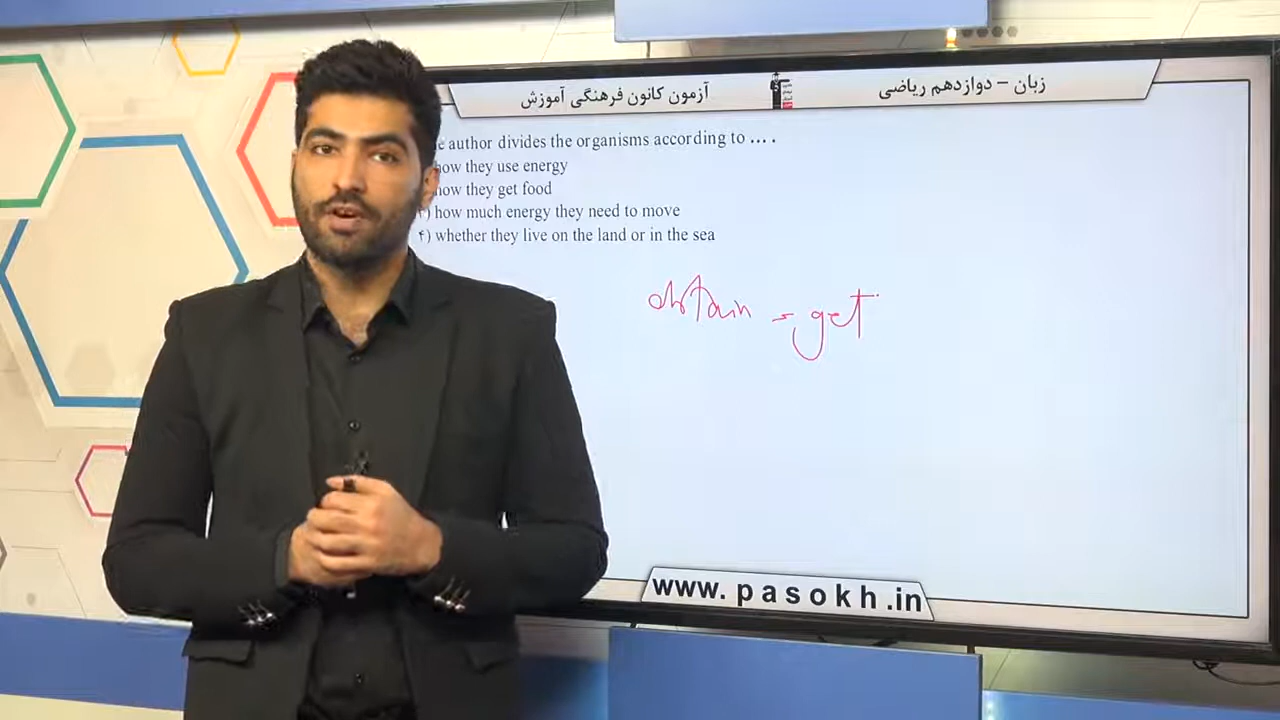 زبان - دوازدهم ریاضی
آزمون کانون فرهنگی آموزش
author divides the organisms according to ....
how they use energy
how they get food
۳) how much energy they need to move
۴) whether they live on the land or in the sea
obtain = get
www.pasokh.in